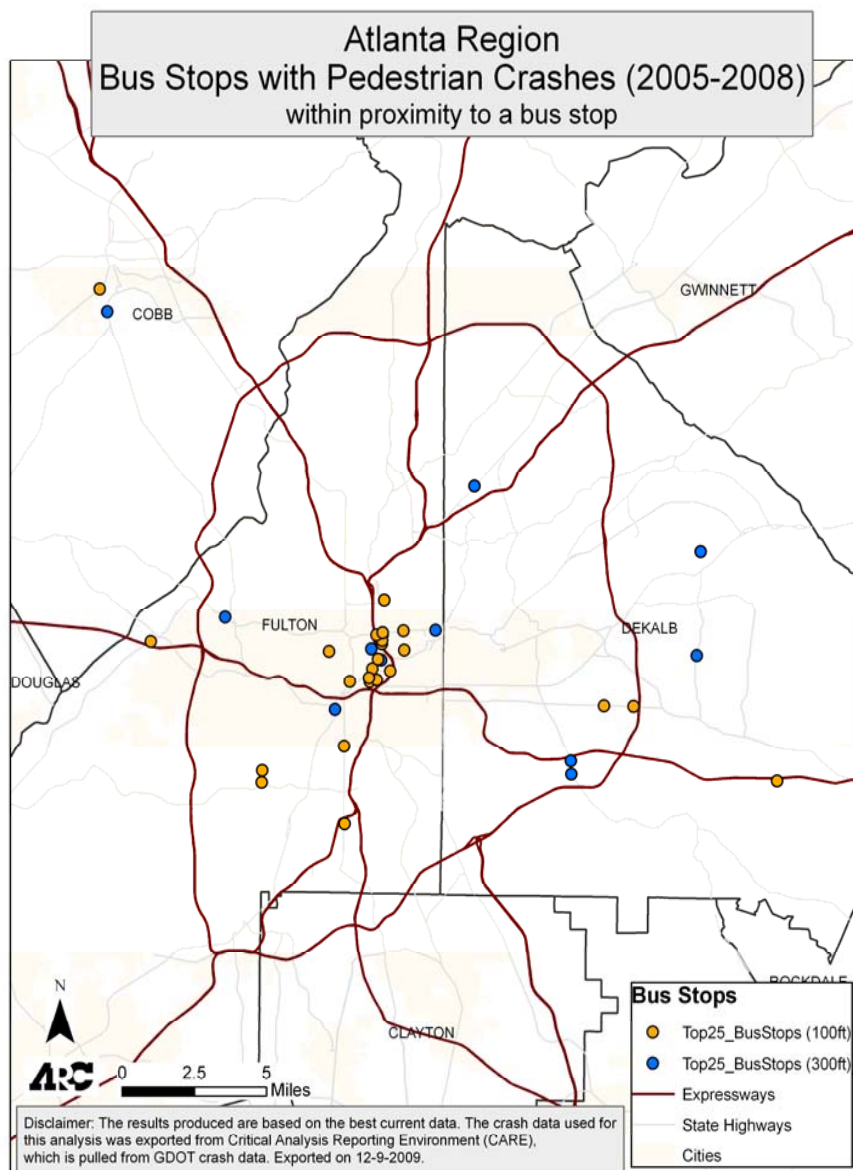 Atlanta Region
Bus Stops with Pedestrian Crashes (2005-2008)
within proximity to a bus stop
GWINNETT
COBB
FULTON
DEKALB
DOUGLAS
ROCKDALE
CLAYTON
N
ARC
0 2.5 5
Miles
Bus Stops
Top25_BusStops (100ft)
Top25_BusStops (300ft)
Expressways
State Highways
Cities
Disclaimer: The results produced are based on the best current data. The crash data used for
this analysis was exported from Critical Analysis Reporting Environment (CARE),
which is pulled from GDOT crash data. Exported on 12-9-2009.